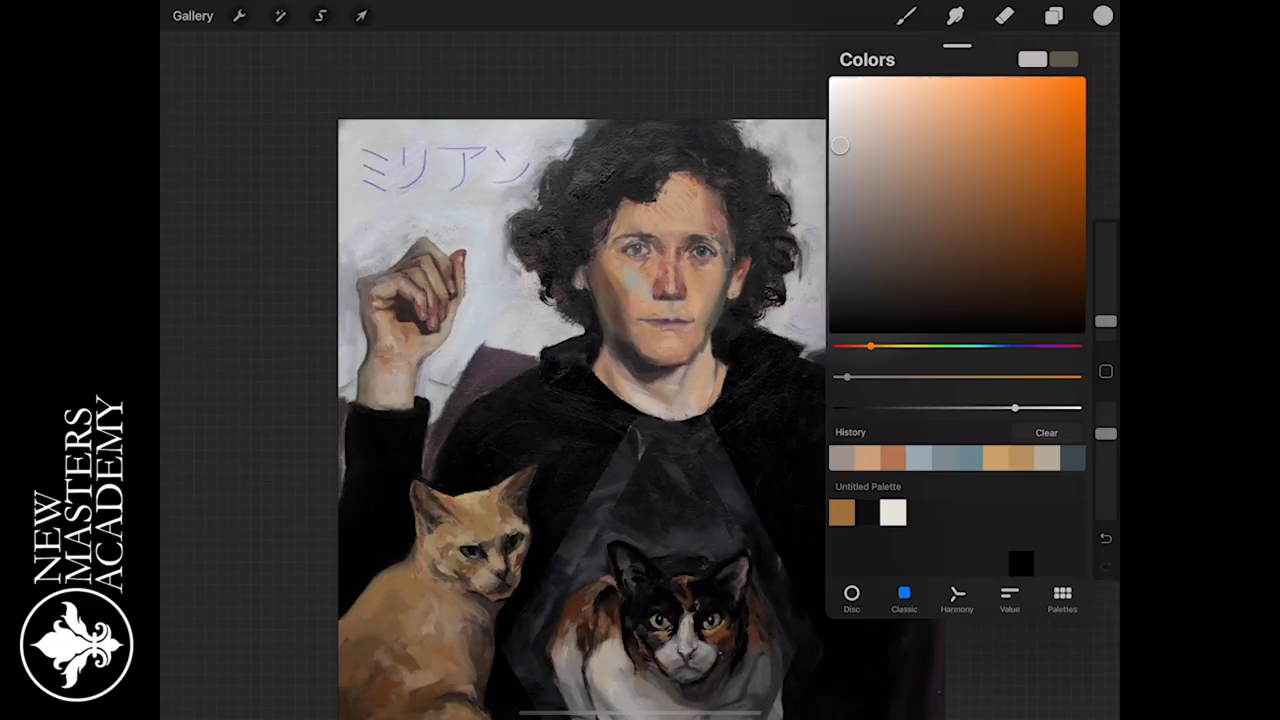 Gallery
Colors
ミリアン
History
Clear
Untitled Palette
Disc
Classic
Harmony
Value
Palettes
NEW
MASTERS
ACADEMY